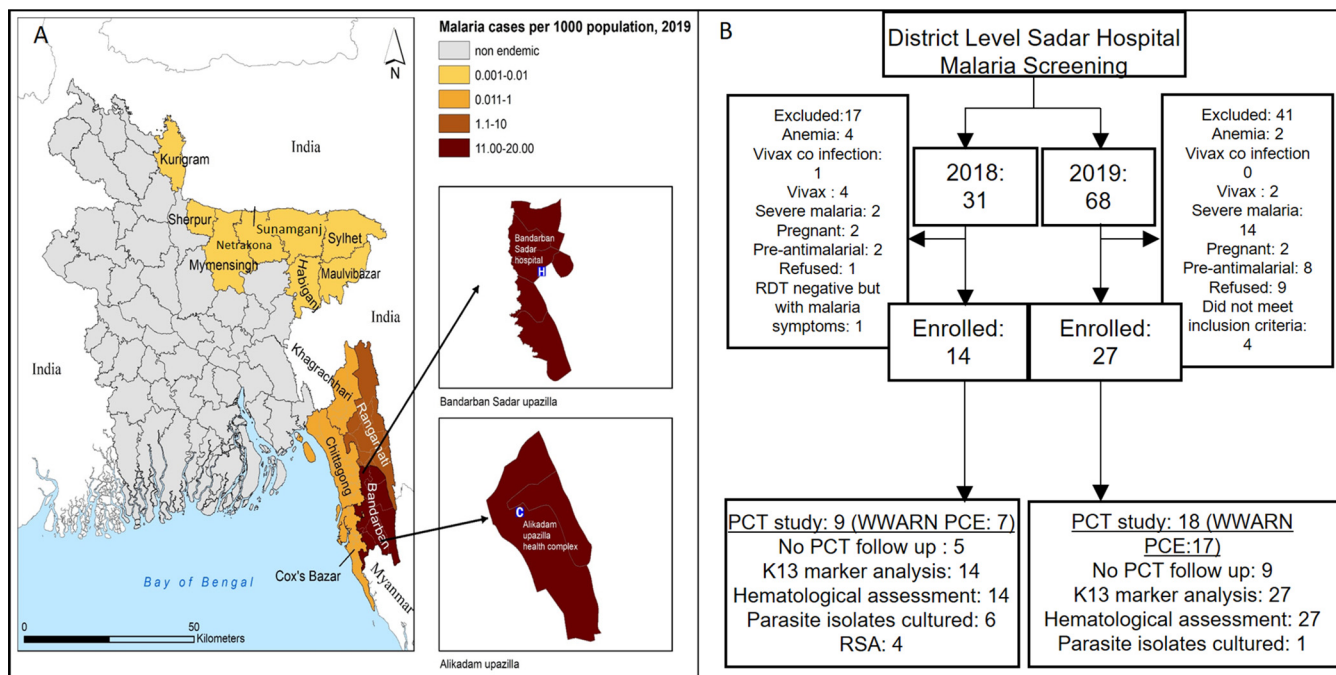 A
Malaria cases per 1000 population, 2019
non endemic
0.001-0.01
0.011-1
1.1-10
11.00-20.00
N
India
Kurigram
Sherpur
Sunamganj
Netrakona
Sylhet
Mymensingh
Habiganj
Maulvibazar
India
India
Khagrachhari
Rangamati
Chittagong
Bandarban
Cox's Bazar
Myanmar
Bay of Bengal
0
50
Kilometers
Bandarban
Sadar
hospital
H
Bandarban Sadar upazilla
C
Alikadam
upazilla
health complex
Alikadam upazilla
B
District Level Sadar Hospital
Malaria Screening
Excluded:17
Anemia: 4
Vivax co infection:
1
Vivax: 4
Severe malaria: 2
Pregnant: 2
Pre-antimalarial: 2
Refused: 1
RDT negative but
with malaria
symptoms: 1
2018:
31
2019:
68
Excluded: 41
Anemia: 2
Vivax co infection
0
Vivax : 2
Severe malaria:
14
Pregnant: 2
Pre-antimalarial: 8
Refused: 9
Did not meet
inclusion criteria:
4
Enrolled:
14
Enrolled:
27
PCT study: 9 (WWARN PCE: 7)
No PCT follow up : 5
K13 marker analysis: 14
Hematological assessment: 14
Parasite isolates cultured: 6
RSA: 4
PCT study: 18 (WWARN
PCE:17)
No PCT follow up: 9
K13 marker analysis: 27
Hematological assessment: 27
Parasite isolates cultured: 1